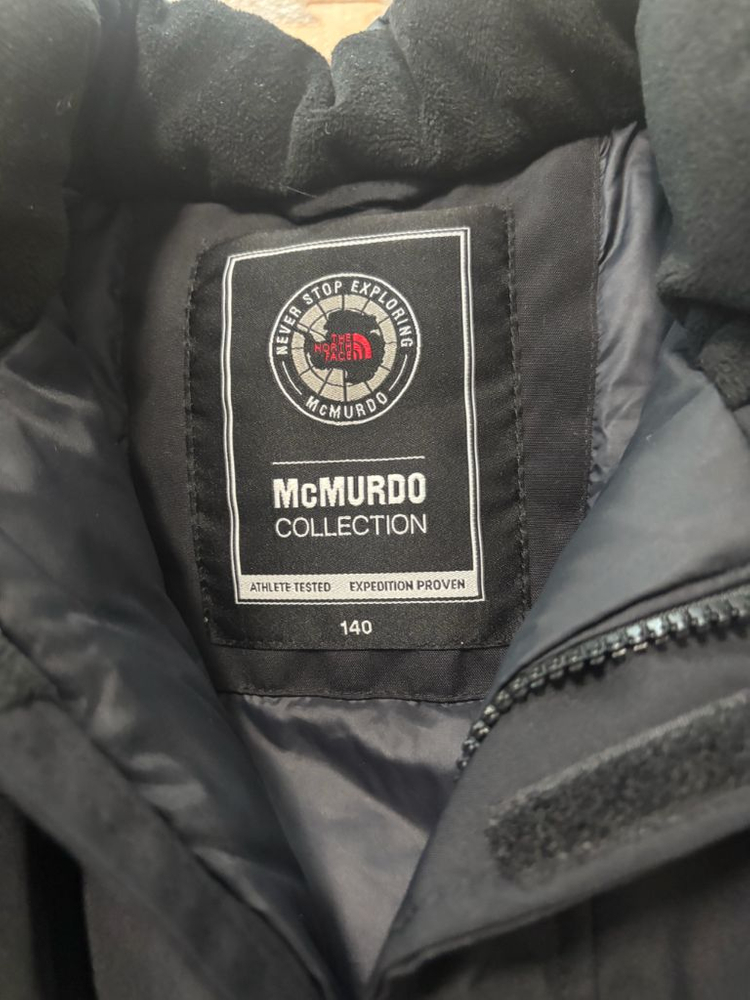 NEVER STOP EXPLORING
THE
NORTH
FACE
McMURDO
McMURDO
COLLECTION
ATHLETE TESTED EXPEDITION PROVEN
140